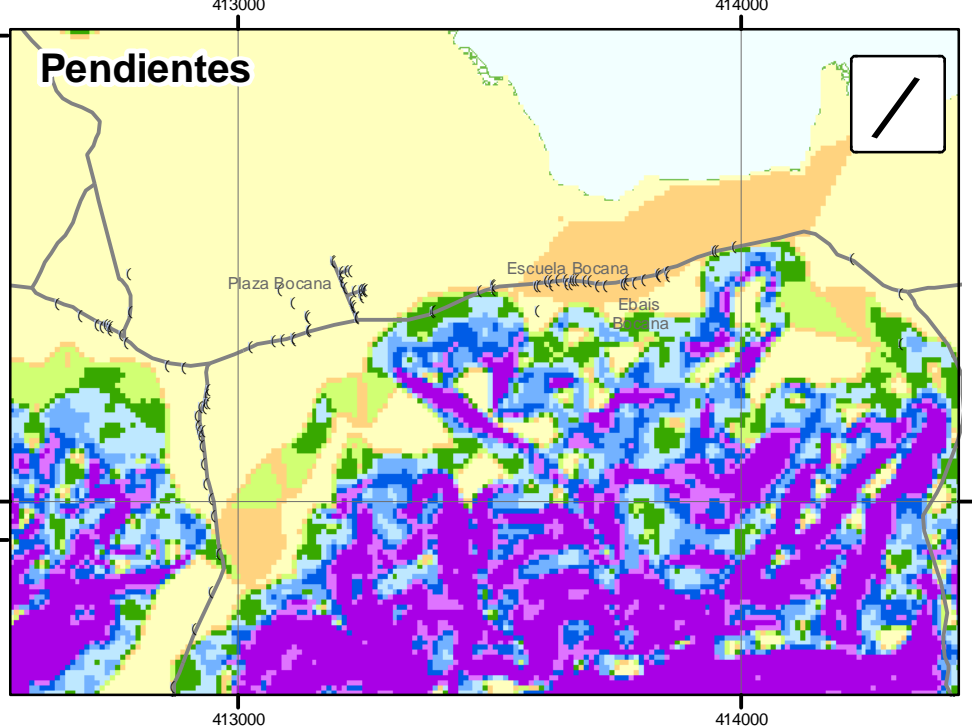 413000
414000
Pendientes
Escuela Bocana
Plaza Bocana
Ebais
Bocana
413000
414000